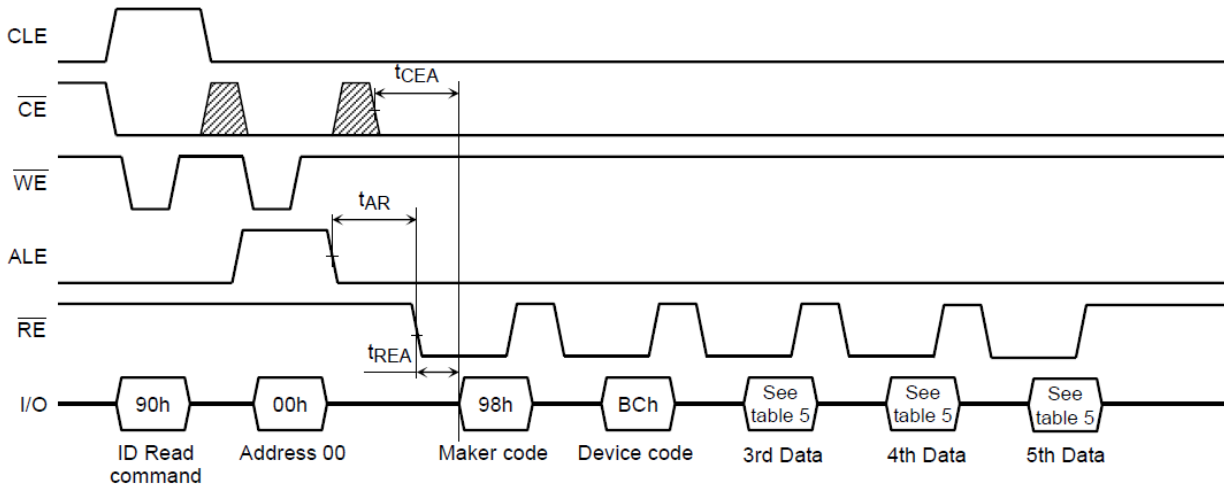 CLE
tCEA
CE
WE
tAR
ALE
RE
tREA
I/O
90h
00h
98h
BCh
See
table 5
See
table 5
See
table 5
ID Read
command
Address 00
Maker code
Device code
3rd Data
4th Data
5th Data